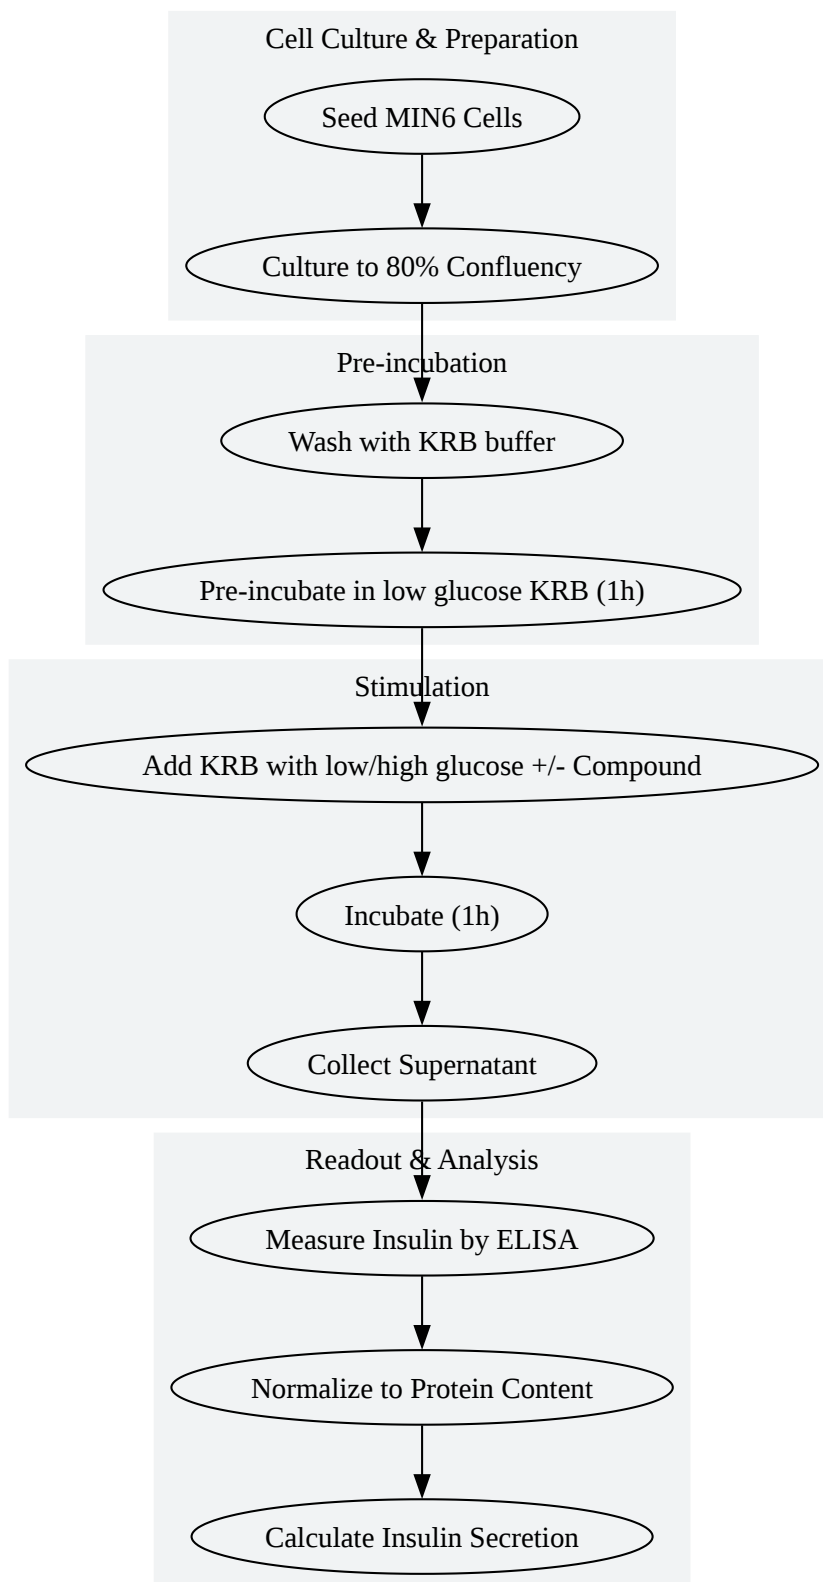 Cell Culture & Preparation
Seed MIN6 Cells
Culture to 80% Confluency
Pre-incubation
Wash with KRB buffer
Pre-incubate in low glucose KRB (1h)
Stimulation
Add KRB with low/high glucose +/- Compound
Incubate (1h)
Collect Supernatant
Readout & Analysis
Measure Insulin by ELISA
Normalize to Protein Content
Calculate Insulin Secretion